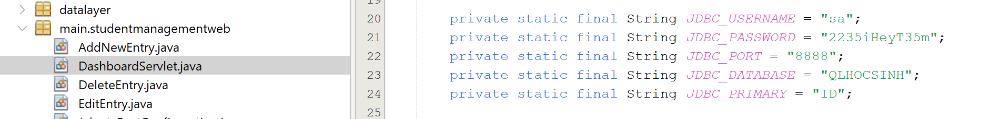 datalayer
main.studentmanagementweb
AddNewEntry.java
DashboardServlet.java
DeleteEntry.java
EditEntry.java
19
20 private static final String JDBC_USERNAME = "sa";
21 private static final String JDBC_PASSWORD = "2235iHeyT35m";
22 private static final String JDBC_PORT = "8888";
23 private static final String JDBC_DATABASE = "QLHOCSINH";
24 private static final String JDBC_PRIMARY = "ID";
25